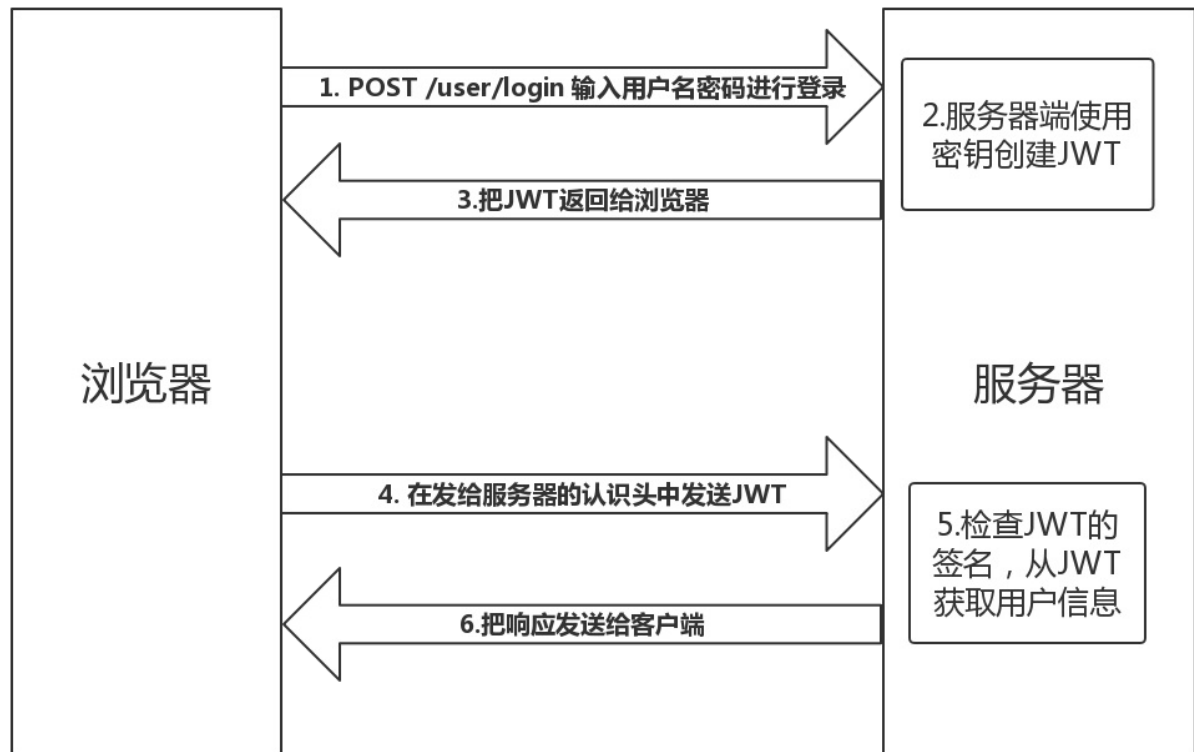 1. POST /user/login 输入用户名密码进行登录
2.服务器端使用
密钥创建JWT
3.把JWT返回给浏览器
浏览器
服务器
4. 在发给服务器的认识头中发送JWT
5.检查JWT的
签名，从JWT
获取用户信息
6.把响应发送给客户端